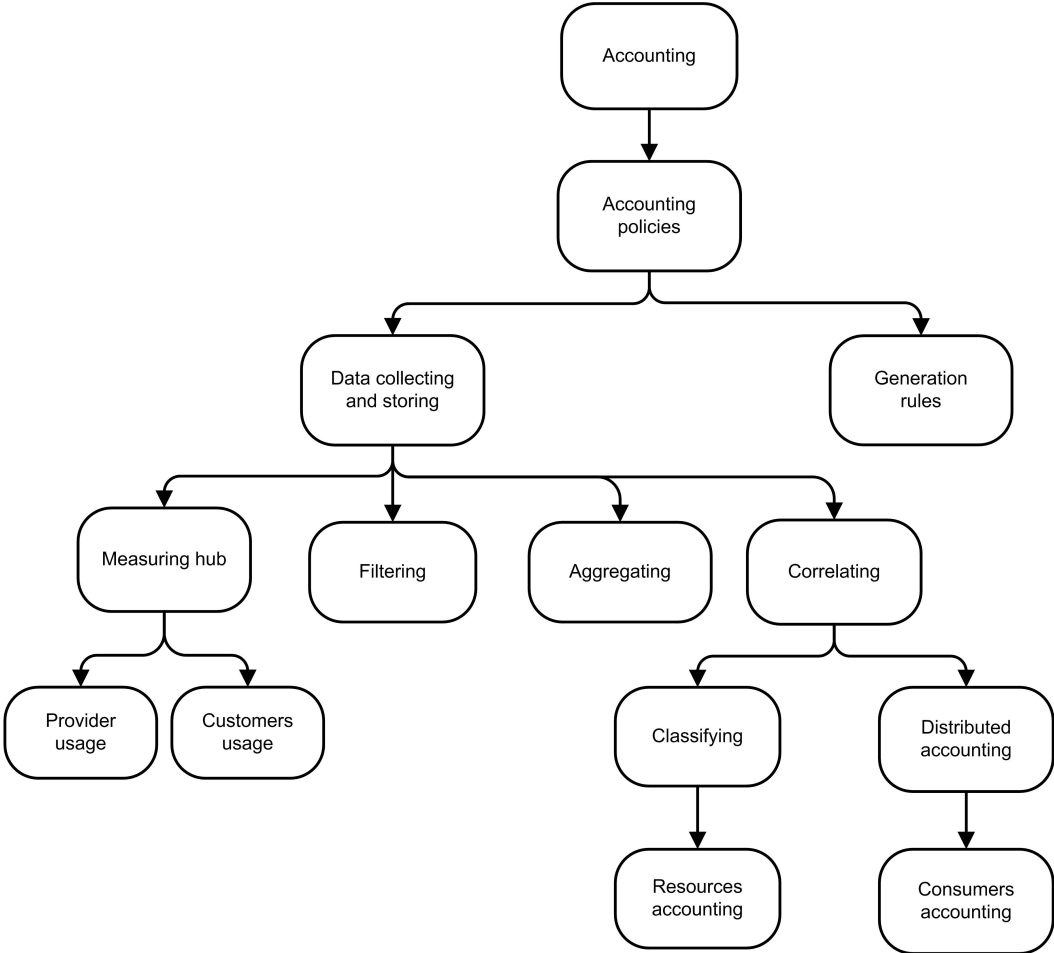 Accounting
Accounting
policies
Data collecting
and storing
Generation
rules
Measuring hub
Filtering
Aggregating
Correlating
Provider
usage
Customers
usage
Classifying
Distributed
accounting
Resources
accounting
Consumers
accounting